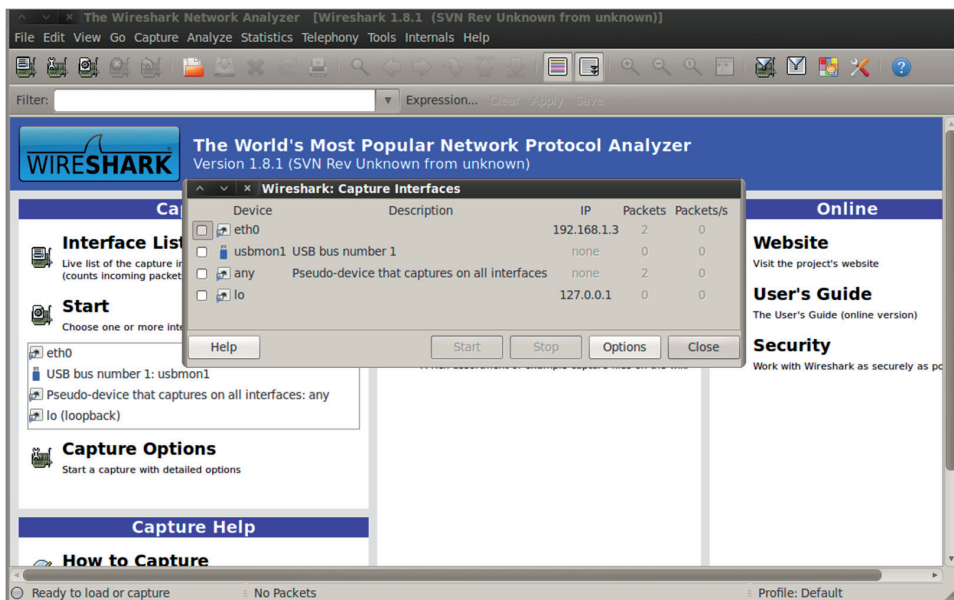 The Wireshark Network Analyzer [Wireshark 1.8.1 (SVN Rev Unknown from unknown)]
File Edit View Go Capture Analyze Statistics Telephony Tools Internals Help
Filter: Expression... Clear Apply Save
WIRESHARK
The World's Most Popular Network Protocol Analyzer
Version 1.8.1 (SVN Rev Unknown from unknown)
Wireshark: Capture Interfaces
Device Description IP Packets Packets/s
eth0 192.168.1.3 2 0
usbmon1 USB bus number 1 none 0 0
any Pseudo-device that captures on all interfaces none 2 0
lo 127.0.0.1 0 0
Help Start Stop Options Close
Interface
Live list of the capture
(counts incoming
Start
Choose one or more
eth0
USB bus number 1: usbmon1
Pseudo-device that captures on all interfaces: any
lo (loopback)
Capture Options
Start a capture with detailed options
Capture Help
How to Capture
Online
Website
Visit the project's website
User's Guide
The User's Guide (online version)
Security
Work with Wireshark as securely as
Ready to load or capture No Packets Profile: Default